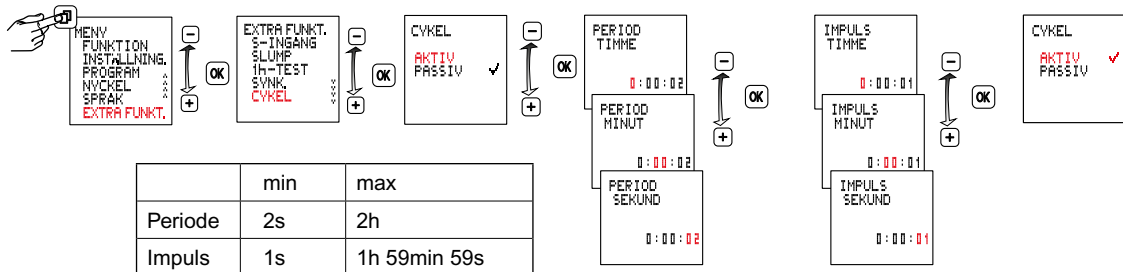 MENY
FUNKTION
INSTÄLLNING.
PROGRAM
NYCKEL
SPRÅK
EXTRA FUNKT.
−
+
OK
EXTRA FUNKT.
S-INGÅNG
SLUMP
1h-TEST
SYNK.
CYKEL
−
+
OK
CYKEL
AKTIV
PASSIV ✓
−
+
OK
PERIOD
TIMME
0:00:02
PERIOD
MINUT
0:00:02
PERIOD
SEKUND
0:00:02
−
+
OK
IMPULS
TIMME
0:00:01
IMPULS
MINUT
0:00:01
IMPULS
SEKUND
0:00:01
−
+
OK
CYKEL
AKTIV ✓
PASSIV
min max
Periode 2s 2h
Impuls 1s 1h 59min 59s